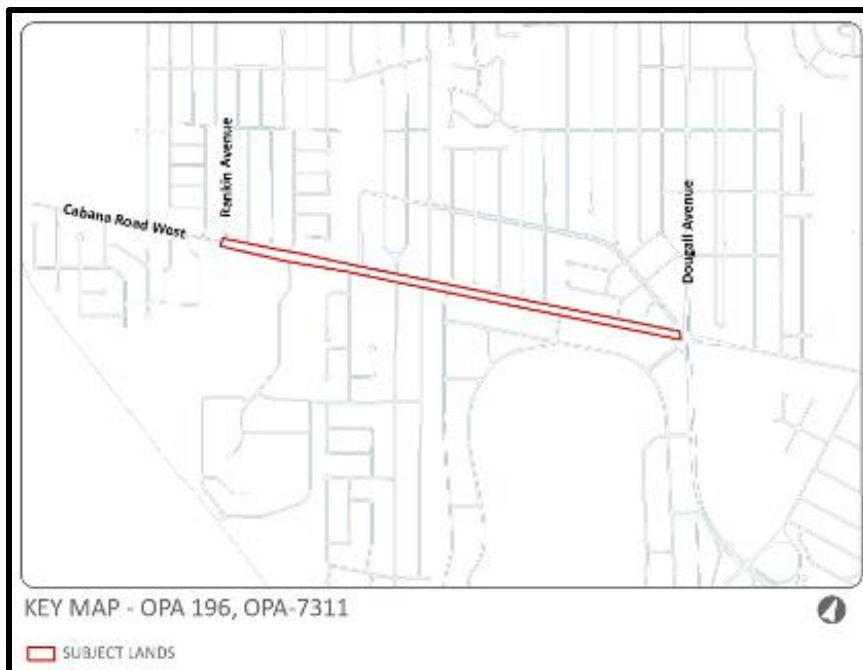 Rankin Avenue
Cabana Road West
Dougall Avenue
KEY MAP - OPA 196, OPA-7311
SUBJECT LANDS